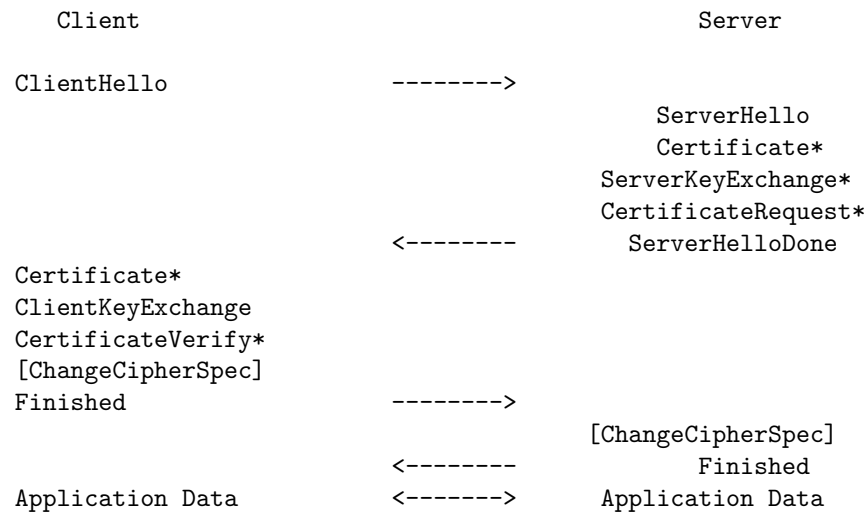 Client Server
ClientHello -------->
ServerHello
Certificate*
ServerKeyExchange*
CertificateRequest*
<-------- ServerHelloDone
Certificate*
ClientKeyExchange
CertificateVerify*
[ChangeCipherSpec]
Finished -------->
[ChangeCipherSpec]
<-------- Finished
Application Data <-------> Application Data